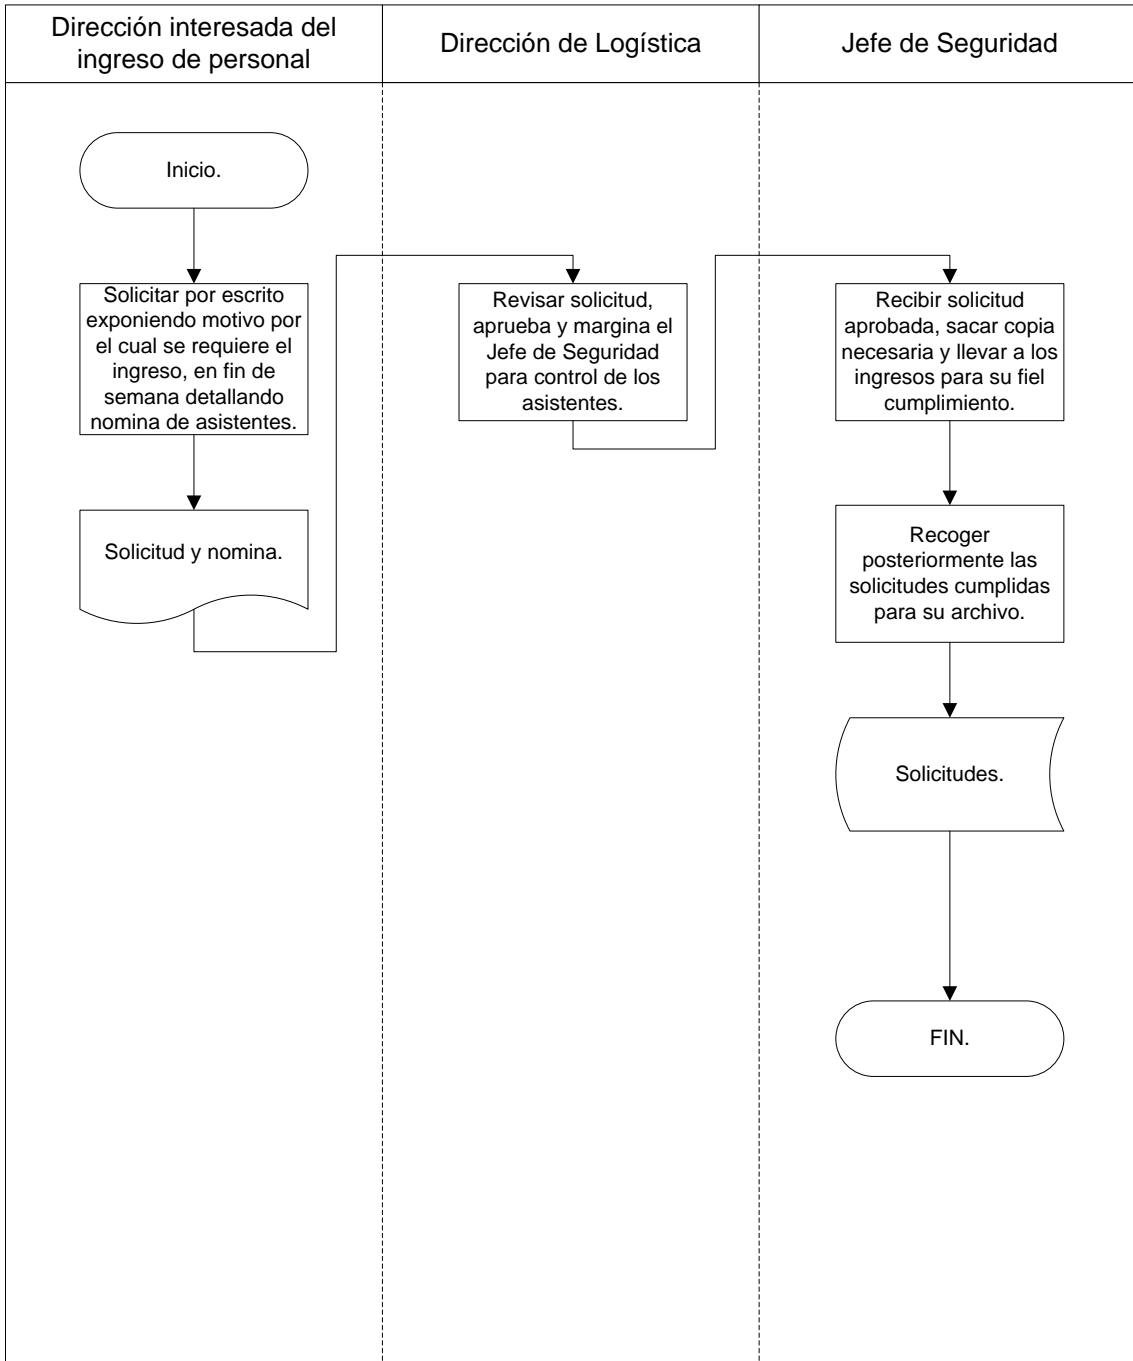 Dirección interesada del
ingreso de personal
Dirección de Logística
Jefe de Seguridad
Inicio.
Solicitar por escrito
exponiendo motivo por
el cual se requiere el
ingreso, en fin de
semana detallando
nomina de asistentes.
Solicitud y nomina.
Revisar solicitud,
aprueba y margina el
Jefe de Seguridad
para control de los
asistentes.
Recibir solicitud
aprobada, sacar copia
necesaria y llevar a los
ingresos para su fiel
cumplimiento.
Recoger
posteriormente las
solicitudes cumplidas
para su archivo.
Solicitudes.
FIN.